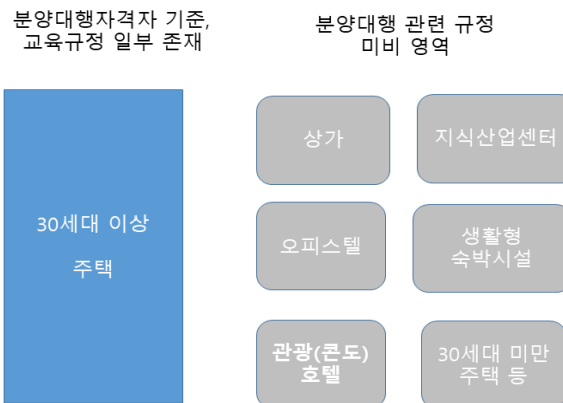 분양대행자격자 기준,
교육규정 일부 존재
분양대행 관련 규정
미비 영역
30세대 이상
주택
상가
지식산업센터
오피스텔
생활형
숙박시설
관광(콘도)
호텔
30세대 미만
주택 등